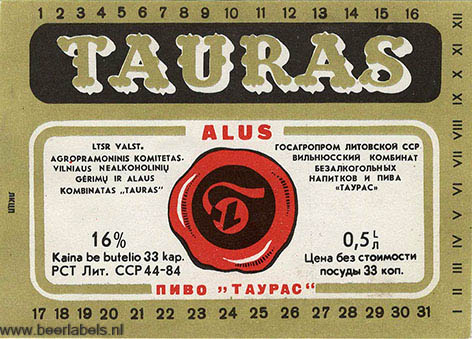 1 2 3 4 5 6 7 8 9 10 11 12 13 14 15 16
TAURAS
ALUS
LTSR VALST.
AGROPRAMONINIS KOMITETAS.
VILNIAUS NEALKOHOLINIŲ
GĖRIMŲ IR ALAUS
KOMBINATAS „TAURAS"
ГОСАГРОПРОМ ЛИТОВСКОЙ ССР
ВИЛЬНЮССКИЙ КОМБИНАТ
БЕЗАЛКОГОЛЬНЫХ
НАПИТКОВ И ПИВА
„ТАУРАС"
16%
Kaina be butelio 33 kap.
РСТ Лит. ССР 44-84
T
0,5 L
л
Цена без стоимости
посуды 33 коп.
ПИВО „ТАУРАС"
17 18 19 20 21 22 23 24 25 26 27 28 29 30 31
I II III IV V VI VII VIII IX X XI XII
www.beerlabels.nl